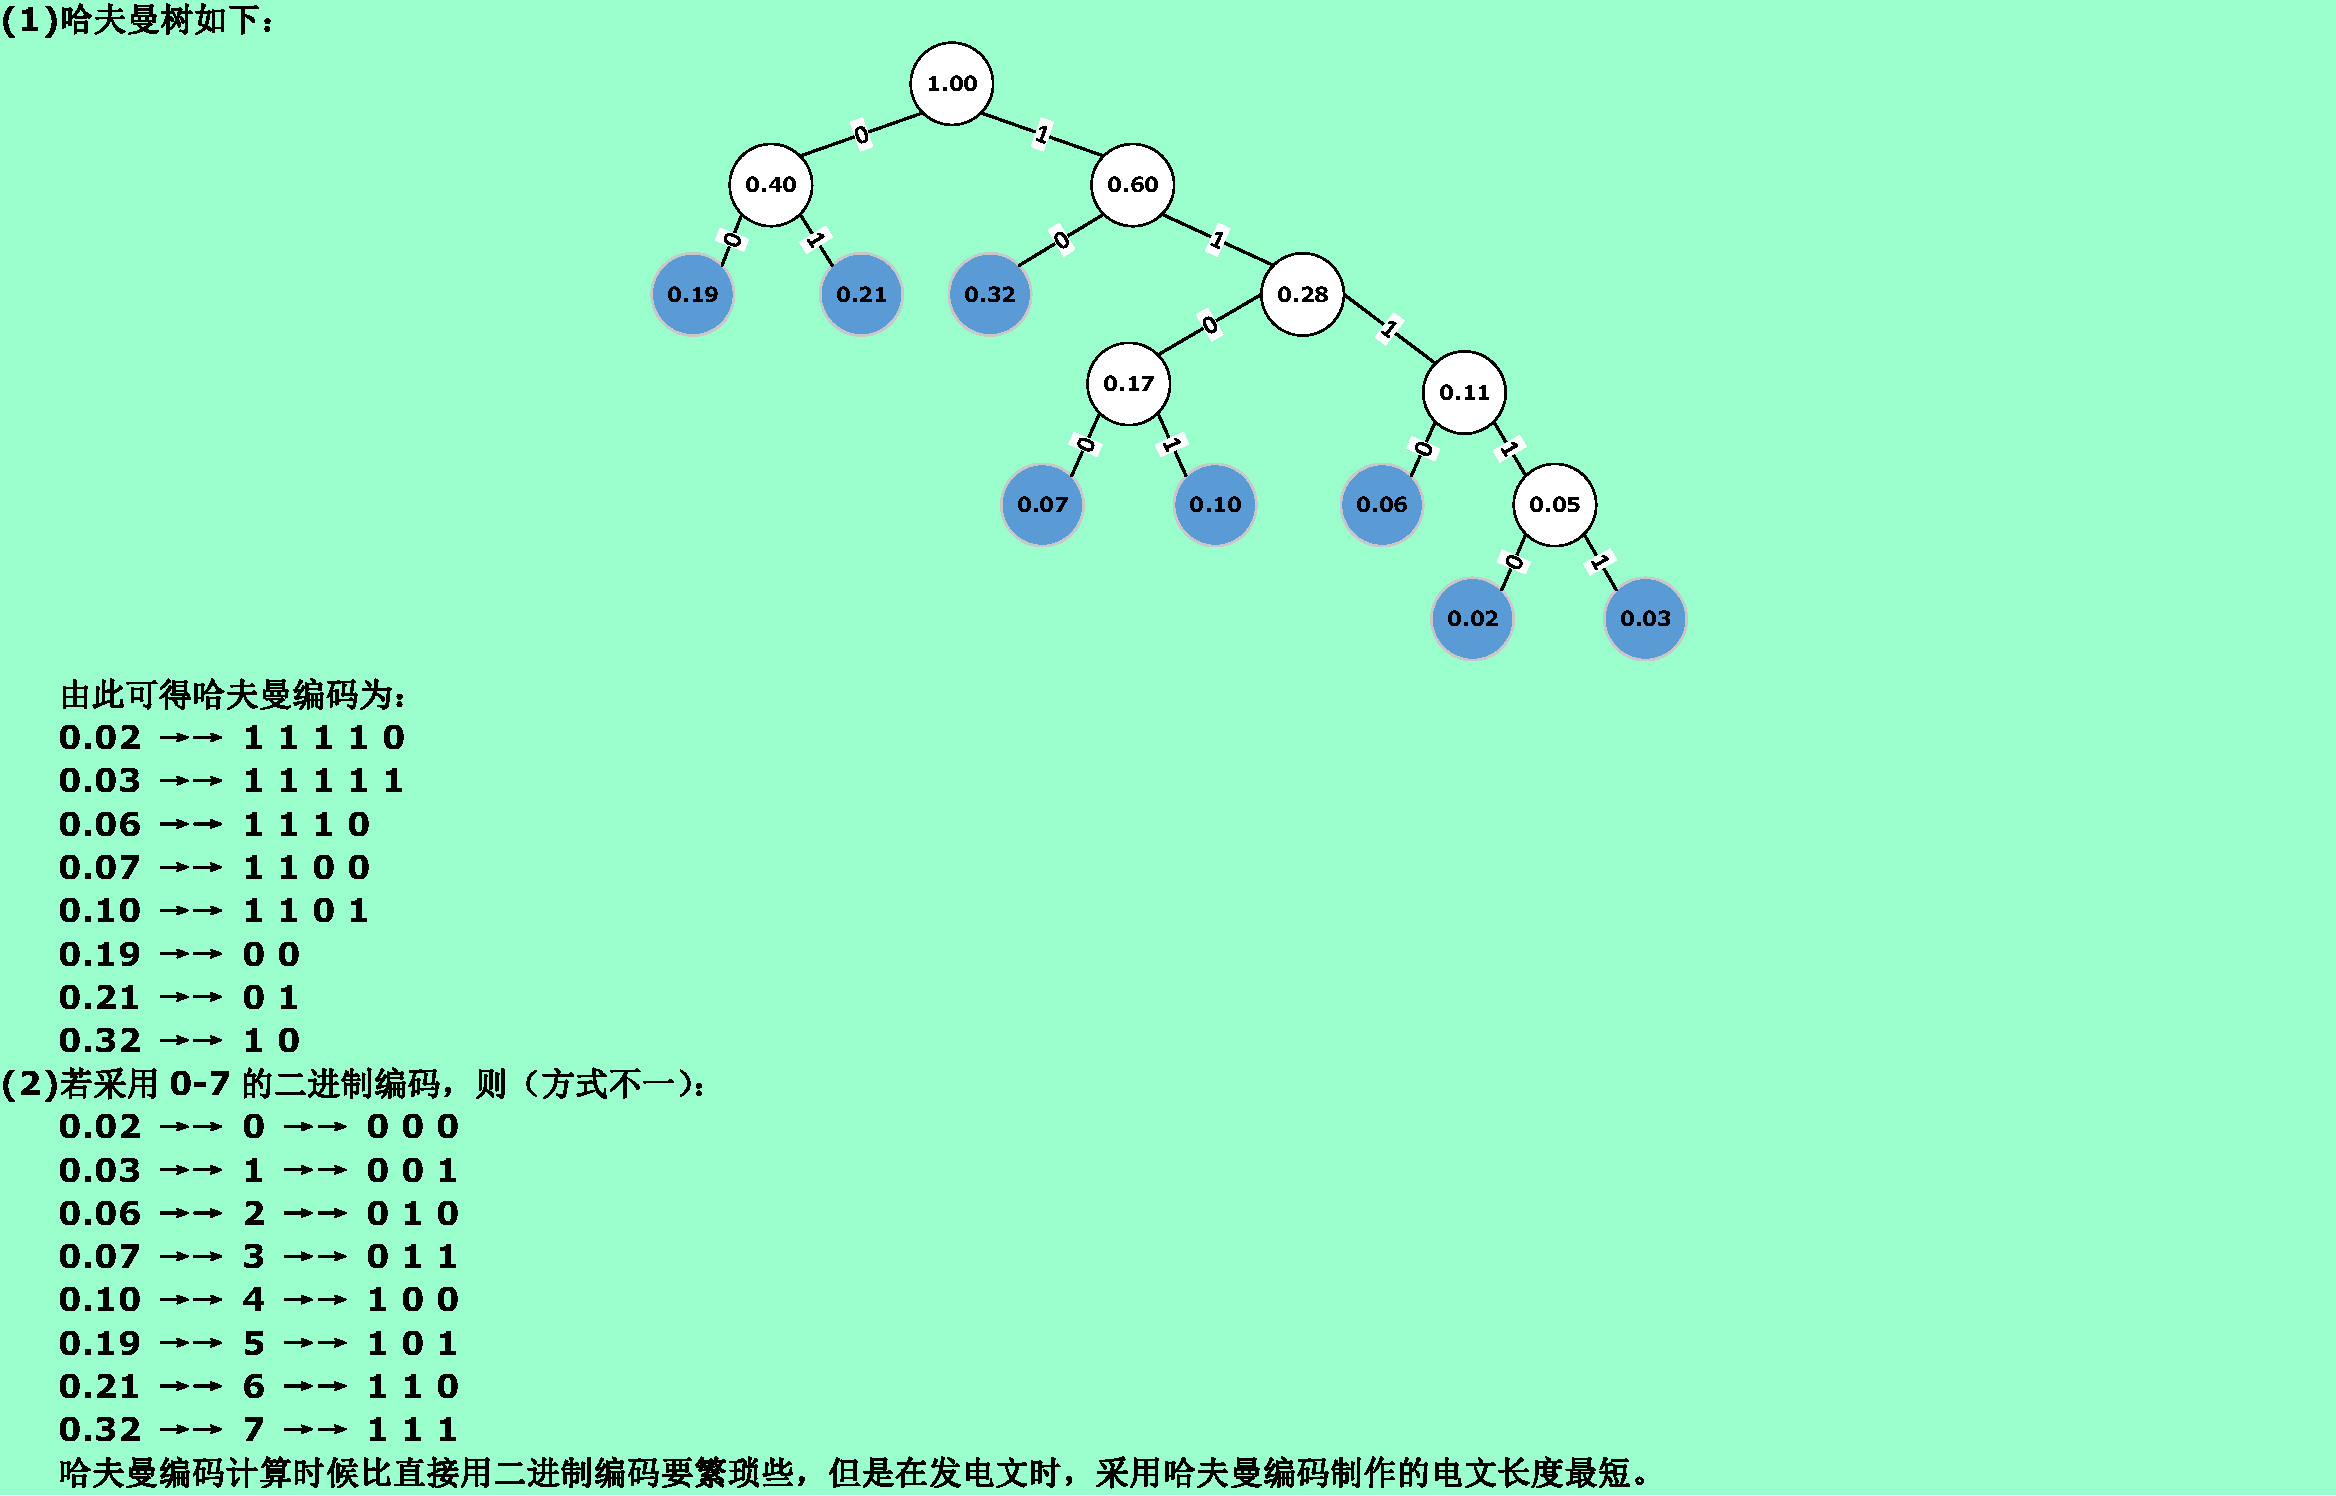 (1)哈夫曼树如下：
1.00
0 1
0.40 0.60
0 1 0 1
0.19 0.21 0.32 0.28
0 1
0.17 0.11
0 1 0 1
0.07 0.10 0.06 0.05
0 1
0.02 0.03
由此可得哈夫曼编码为：
0.02 →→ 1 1 1 1 0
0.03 →→ 1 1 1 1 1
0.06 →→ 1 1 1 0
0.07 →→ 1 1 0 0
0.10 →→ 1 1 0 1
0.19 →→ 0 0
0.21 →→ 0 1
0.32 →→ 1 0
(2)若采用 0-7 的二进制编码，则（方式不一）：
0.02 →→ 0 →→ 0 0 0
0.03 →→ 1 →→ 0 0 1
0.06 →→ 2 →→ 0 1 0
0.07 →→ 3 →→ 0 1 1
0.10 →→ 4 →→ 1 0 0
0.19 →→ 5 →→ 1 0 1
0.21 →→ 6 →→ 1 1 0
0.32 →→ 7 →→ 1 1 1
哈夫曼编码计算时候比直接用二进制编码要繁琐些，但是在发电文时，采用哈夫曼编码制作的电文长度最短。